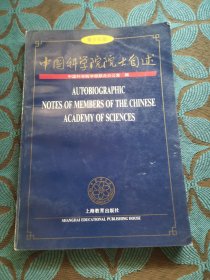 中国科学院院士自述
中国科学院学部联合办公室 编
AUTOBIOGRAPHIC
NOTES OF MEMBERS OF THE CHINESE
ACADEMY OF SCIENCES
上海教育出版社
SHANGHAI EDUCATIONAL PUBLISHING HOUSE